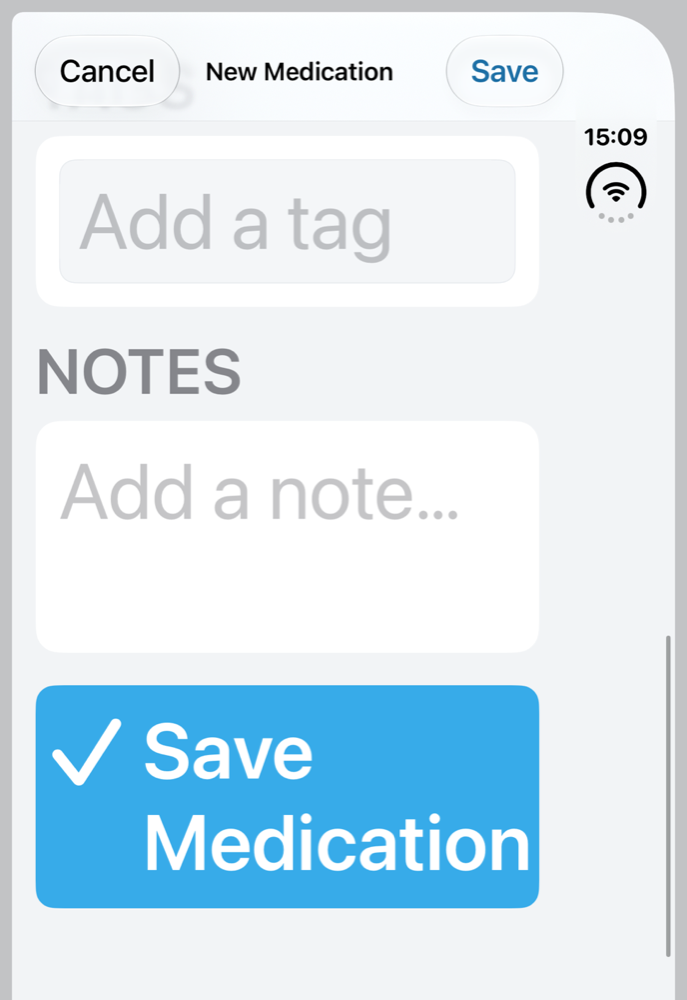 Cancel
New Medication
Save
15:09
Add a tag
NOTES
Add a note...
Save
Medication